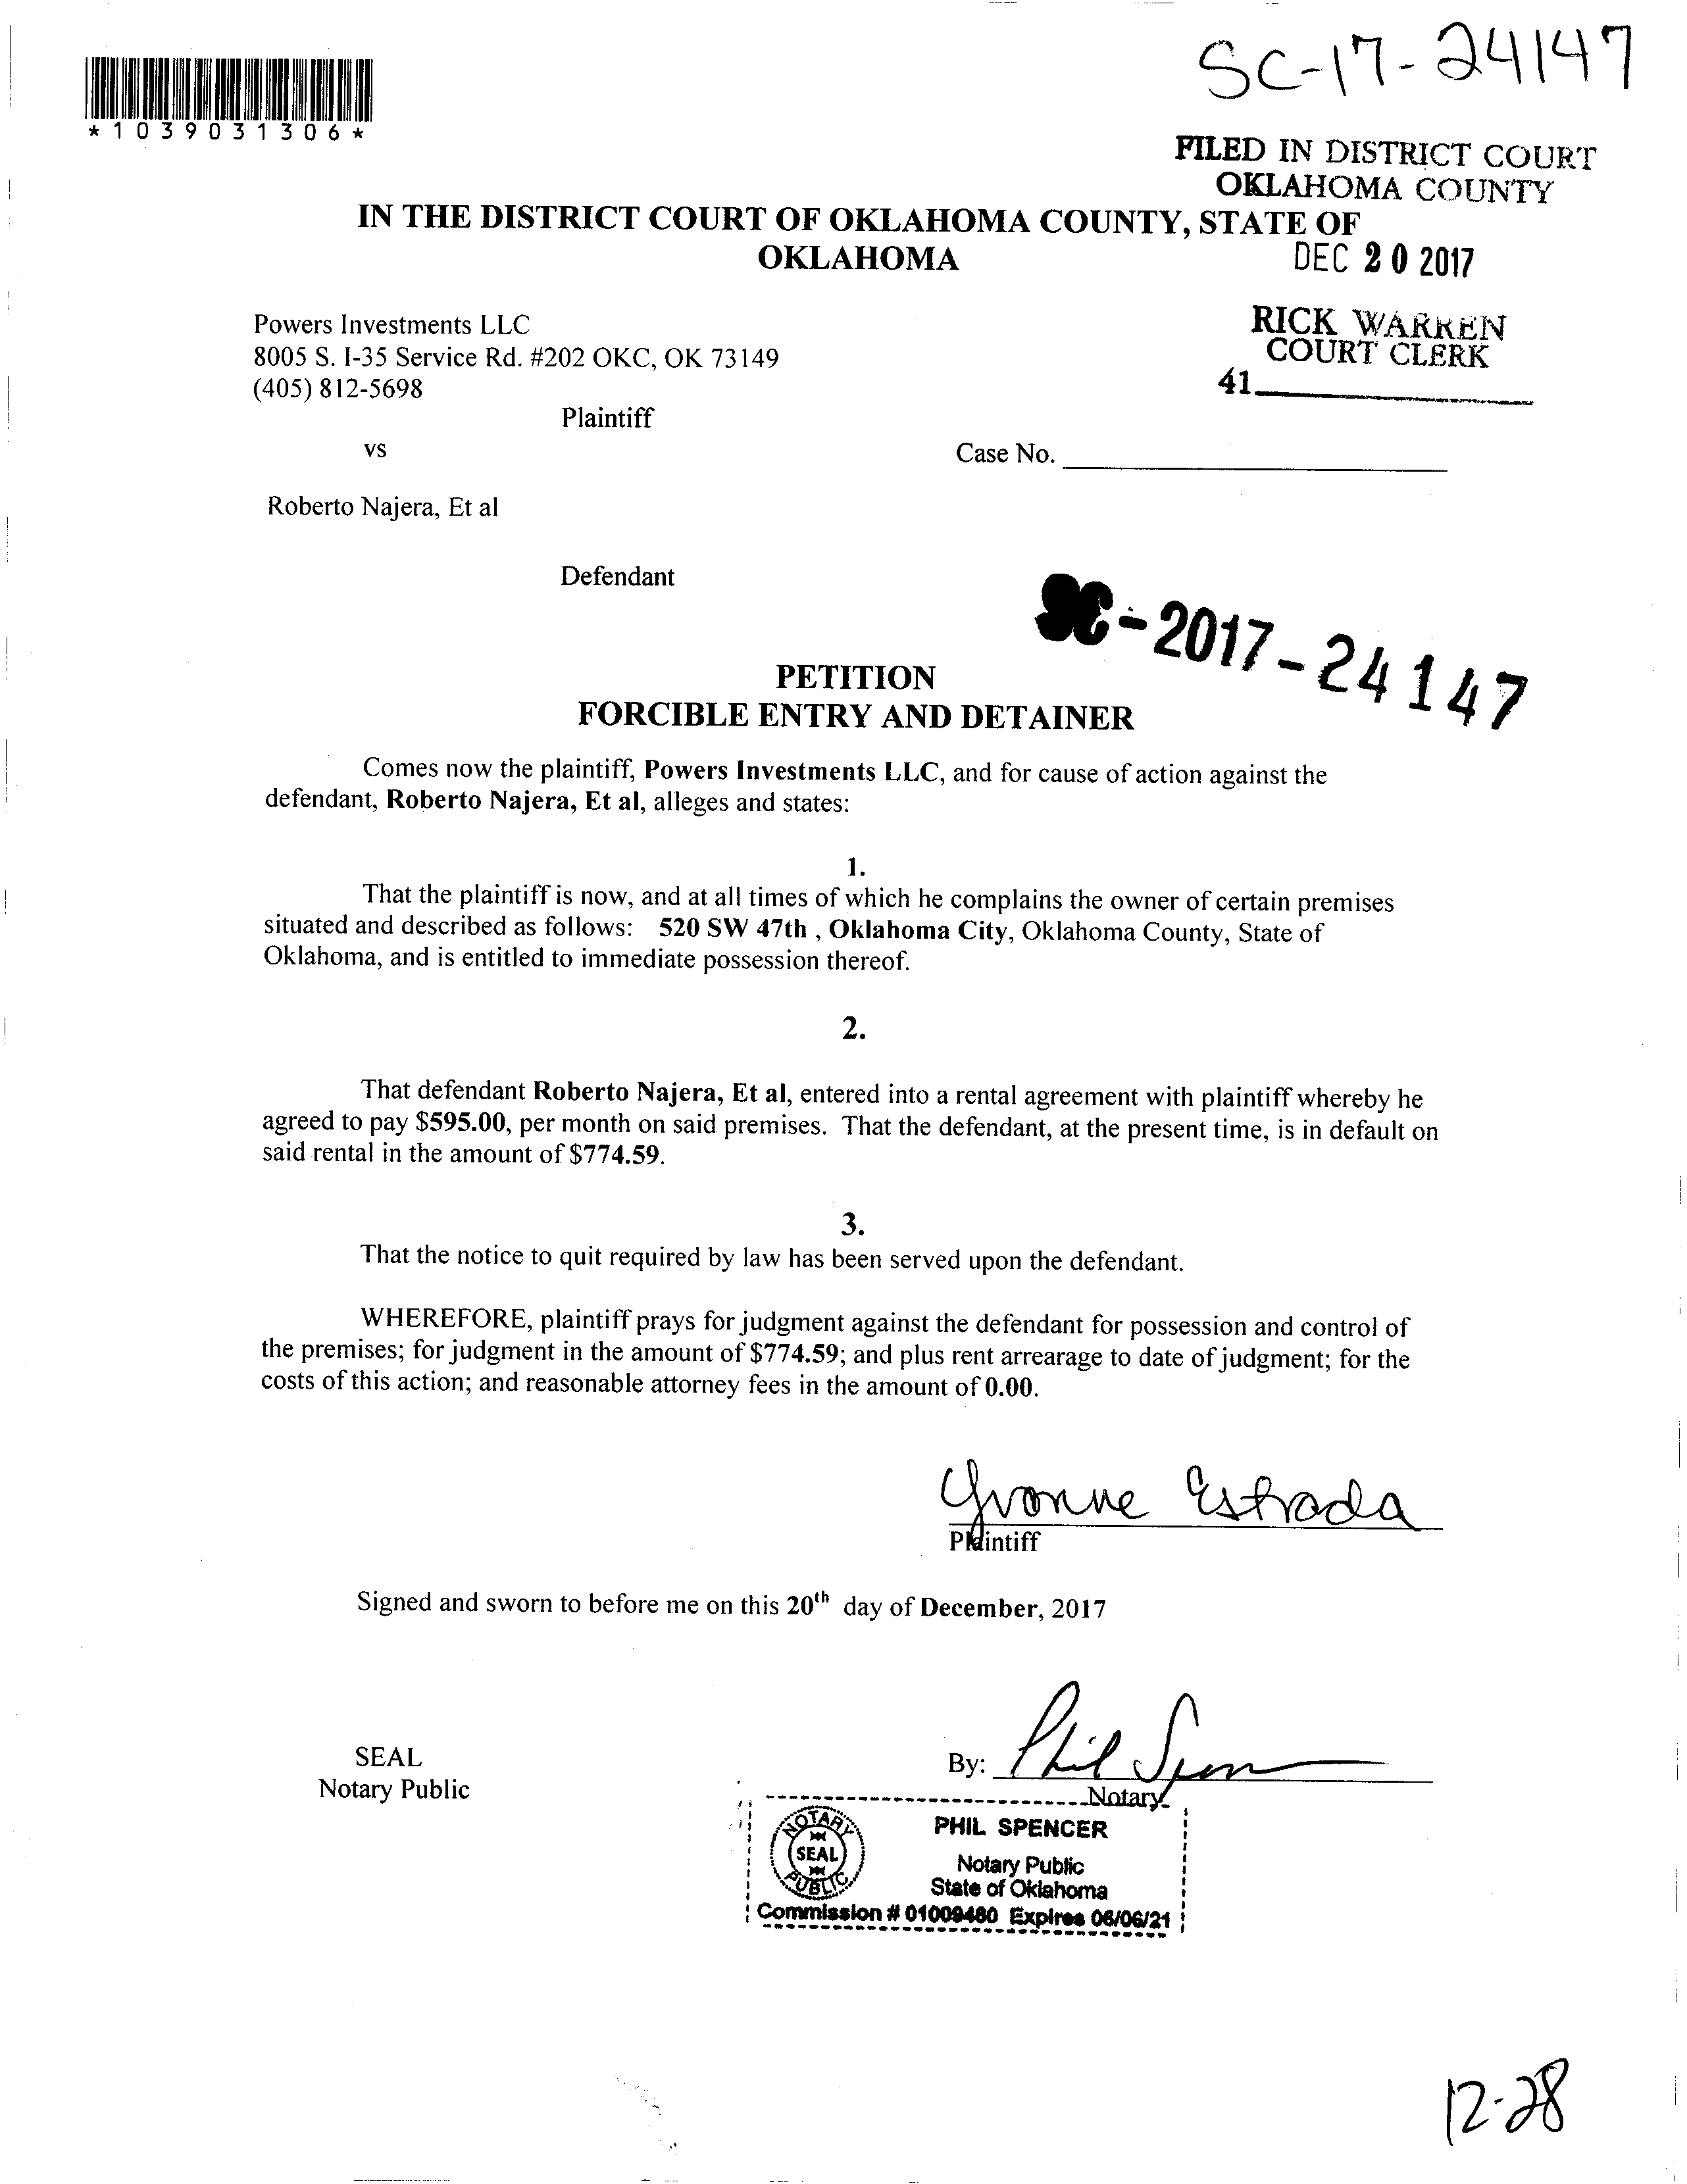 SC-17-24147
*1039031306*
FILED IN DISTRICT COURT
OKLAHOMA COUNTY
IN THE DISTRICT COURT OF OKLAHOMA COUNTY, STATE OF
OKLAHOMA
DEC 20 2017
Powers Investments LLC
8005 S. I-35 Service Rd. #202 OKC, OK 73149
(405) 812-5698
RICK WARREN
COURT CLERK
41
Plaintiff
vs
Case No.
Roberto Najera, Et al
Defendant
SC-2017-24147
PETITION
FORCIBLE ENTRY AND DETAINER
Comes now the plaintiff, Powers Investments LLC, and for cause of action against the
defendant, Roberto Najera, Et al, alleges and states:
1.
That the plaintiff is now, and at all times of which he complains the owner of certain premises
situated and described as follows: 520 SW 47th , Oklahoma City, Oklahoma County, State of
Oklahoma, and is entitled to immediate possession thereof.
2.
That defendant Roberto Najera, Et al, entered into a rental agreement with plaintiff whereby he
agreed to pay $595.00, per month on said premises. That the defendant, at the present time, is in default on
said rental in the amount of $774.59.
3.
That the notice to quit required by law has been served upon the defendant.
WHEREFORE, plaintiff prays for judgment against the defendant for possession and control of
the premises; for judgment in the amount of $774.59; and plus rent arrearage to date of judgment; for the
costs of this action; and reasonable attorney fees in the amount of 0.00.
Yvonne Estrada
Plaintiff
Signed and sworn to before me on this 20th day of December, 2017
SEAL
Notary Public
By: Phil Spencer
Notary
NOTARY
SEAL
PUBLIC
PHIL SPENCER
Notary Public
State of Oklahoma
Commission # 01009480 Expires 06/06/21
12-28